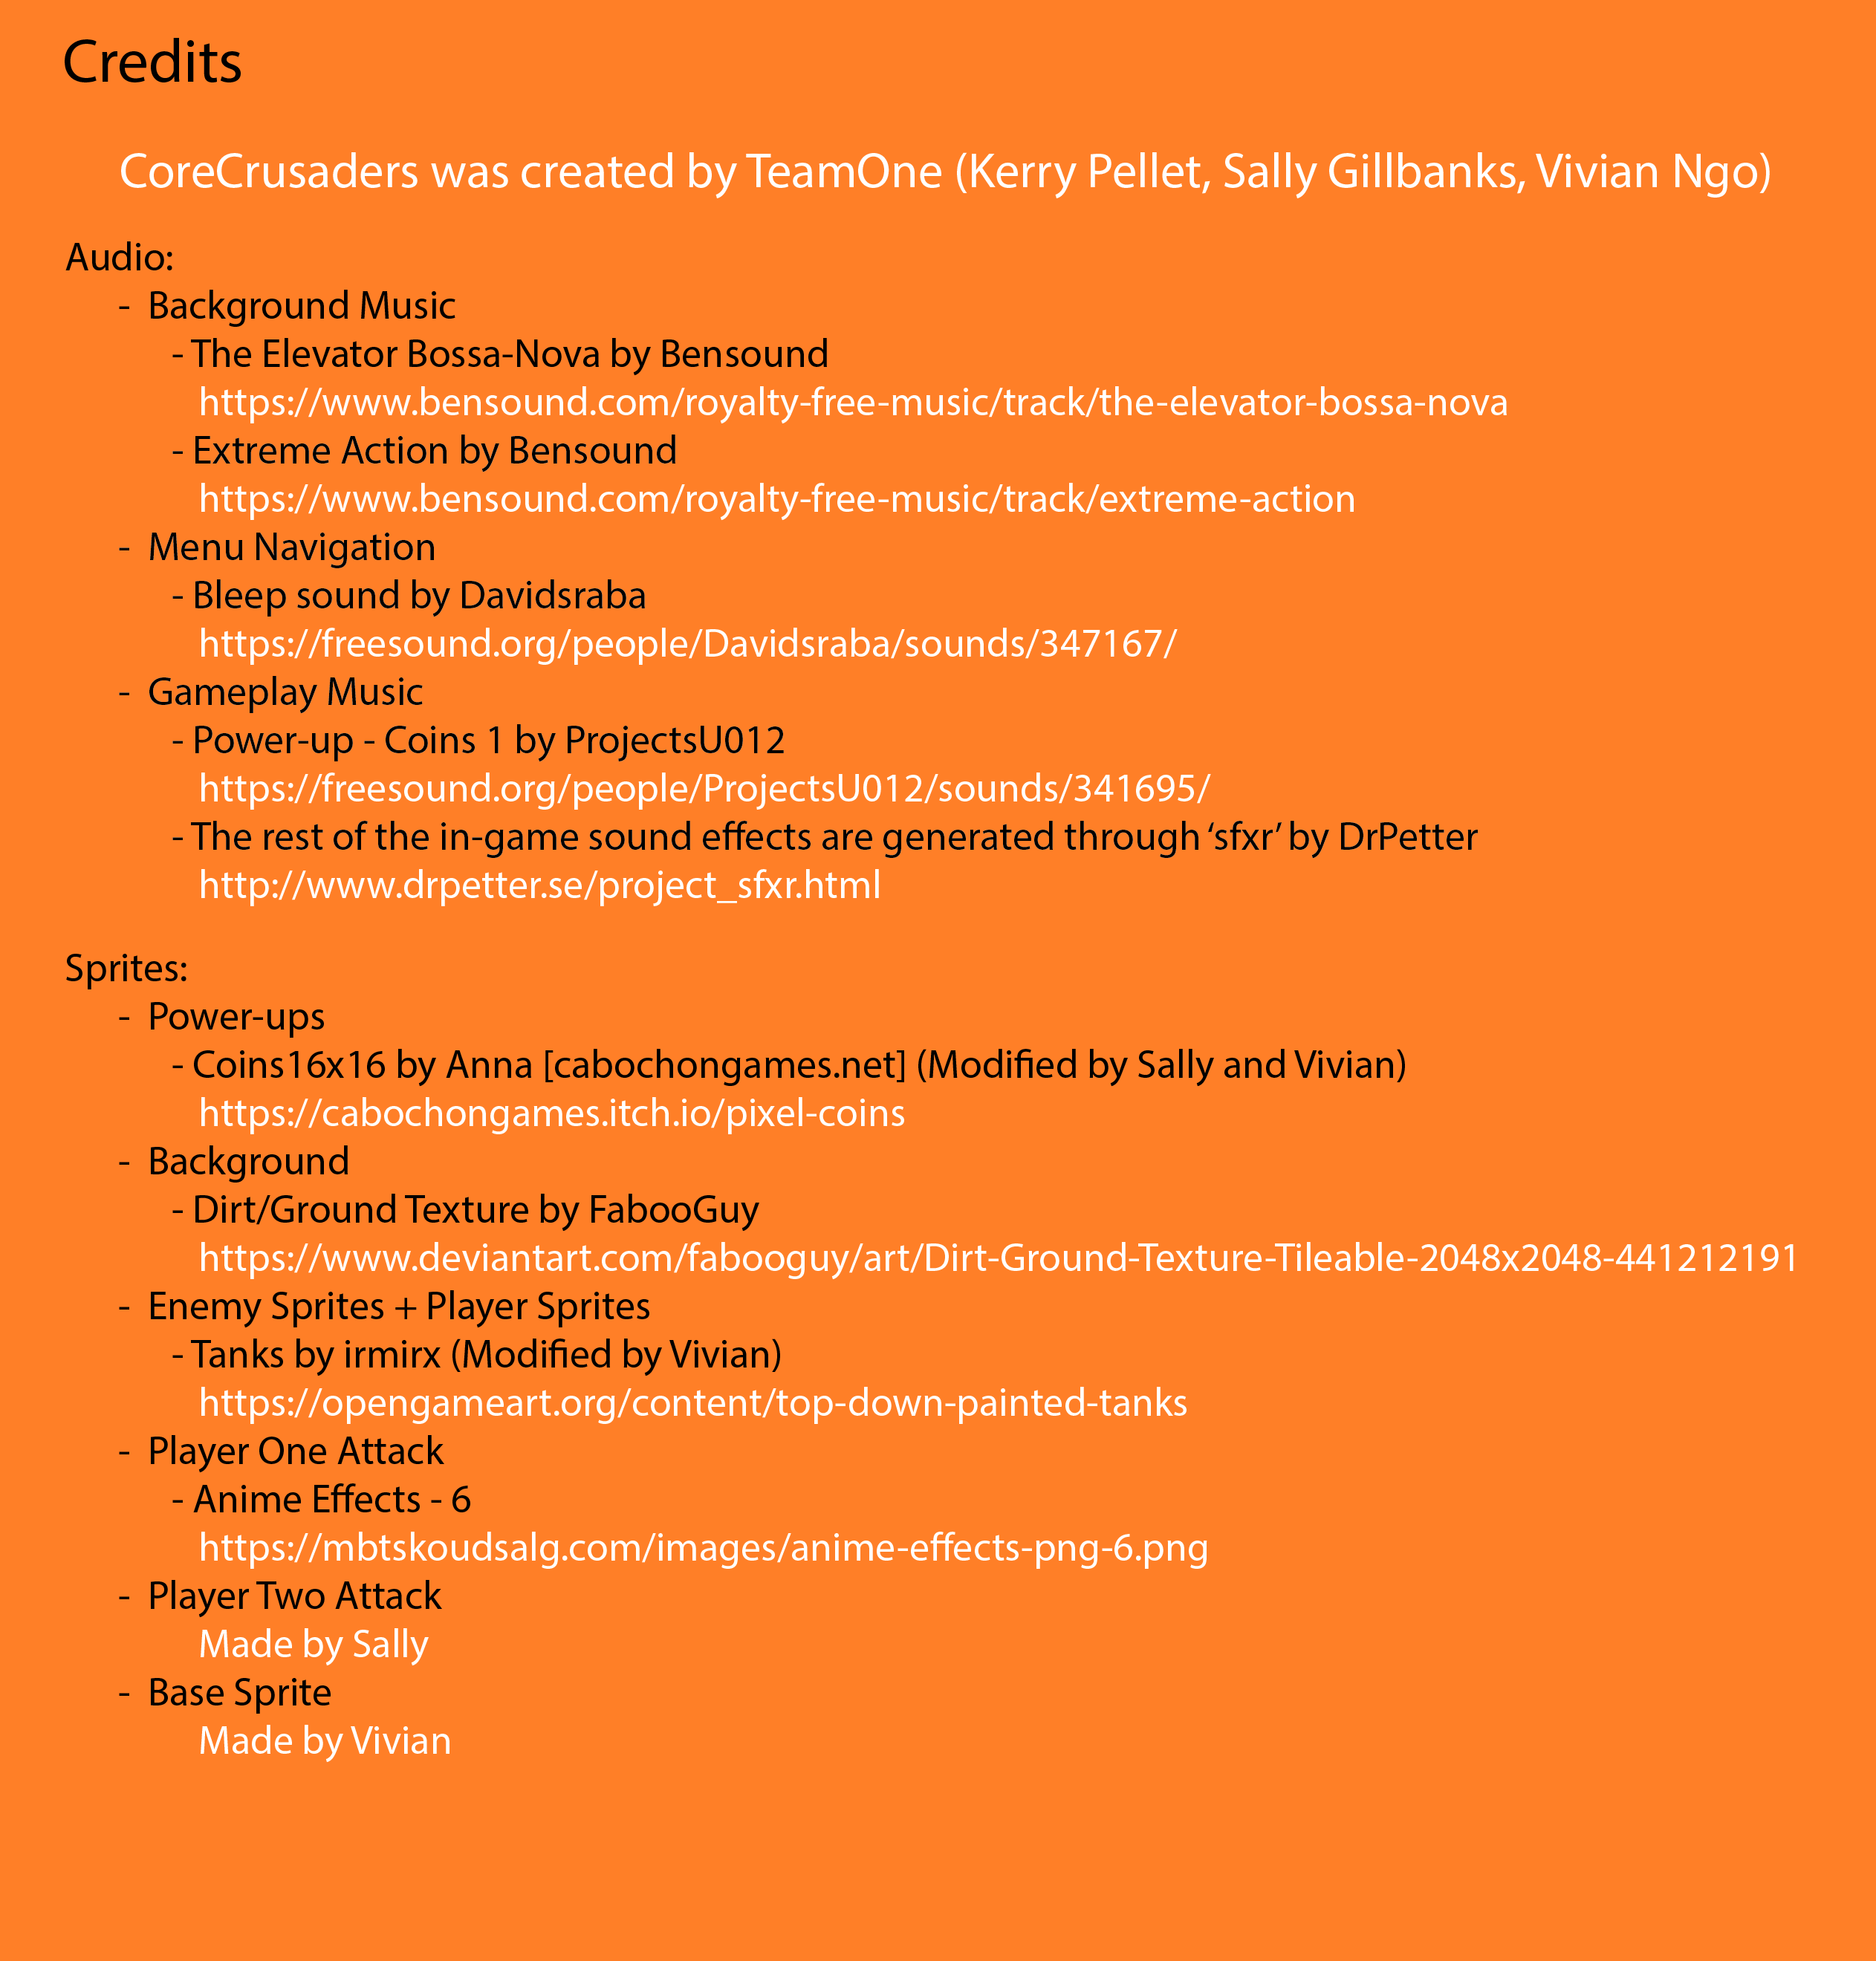 Credits
CoreCrusaders was created by TeamOne (Kerry Pellet, Sally Gillbanks, Vivian Ngo)
Audio:
- Background Music
- The Elevator Bossa-Nova by Bensound
https://www.bensound.com/royalty-free-music/track/the-elevator-bossa-nova
- Extreme Action by Bensound
https://www.bensound.com/royalty-free-music/track/extreme-action
- Menu Navigation
- Bleep sound by Davidsraba
https://freesound.org/people/Davidsraba/sounds/347167/
- Gameplay Music
- Power-up - Coins 1 by ProjectsU012
https://freesound.org/people/ProjectsU012/sounds/341695/
- The rest of the in-game sound effects are generated through ‘sfxr’ by DrPetter
http://www.drpetter.se/project_sfxr.html
Sprites:
- Power-ups
- Coins16x16 by Anna [cabochongames.net] (Modified by Sally and Vivian)
https://cabochongames.itch.io/pixel-coins
- Background
- Dirt/Ground Texture by FabooGuy
https://www.deviantart.com/fabooguy/art/Dirt-Ground-Texture-Tileable-2048x2048-441212191
- Enemy Sprites + Player Sprites
- Tanks by irmirx (Modified by Vivian)
https://opengameart.org/content/top-down-painted-tanks
- Player One Attack
- Anime Effects - 6
https://mbtskoudsalg.com/images/anime-effects-png-6.png
- Player Two Attack
Made by Sally
- Base Sprite
Made by Vivian